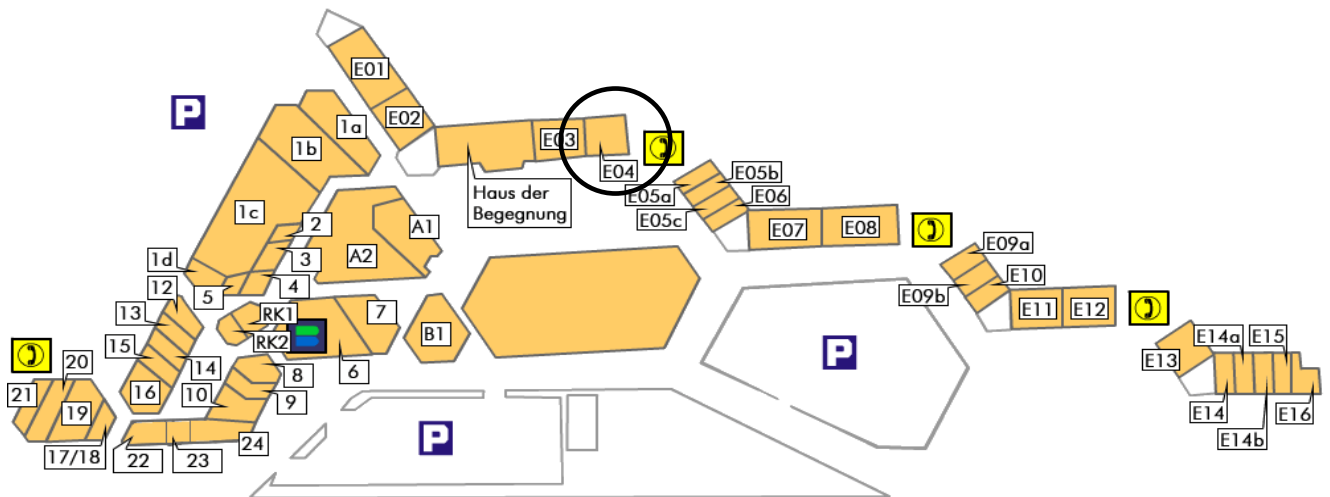 E01
E02
1a
1b
E03
E04
P
Haus der
Begegnung
E05b
E05a
E06
E05c
1c
2
A1
3
A2
E07
E08
1d
4
5
12
E09a
E10
E09b
E11
E12
13
RK1
RK2
7
B1
15
14
6
P
E14a
E15
E13
20
8
21
16
10
9
19
E14
E16
E14b
24
P
17/18
22
23